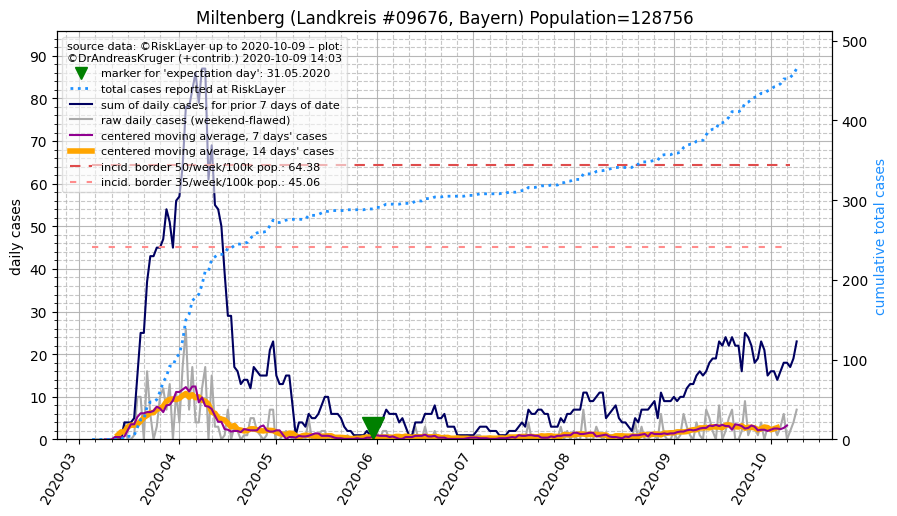 Miltenberg (Landkreis #09676, Bayern) Population=128756
source data: ©RiskLayer up to 2020-10-09 – plot:
©DrAndreasKruger (+contrib.) 2020-10-09 14:03
marker for 'expectation day': 31.05.2020
total cases reported at RiskLayer
sum of daily cases, for prior 7 days of date
raw daily cases (weekend-flawed)
centered moving average, 7 days' cases
centered moving average, 14 days' cases
incid. border 50/week/100k pop.: 64.38
incid. border 35/week/100k pop.: 45.06
daily cases
90
80
70
60
50
40
30
20
10
0
500
400
300
200
100
0
cumulative total cases
2020-03
2020-04
2020-05
2020-06
2020-07
2020-08
2020-09
2020-10